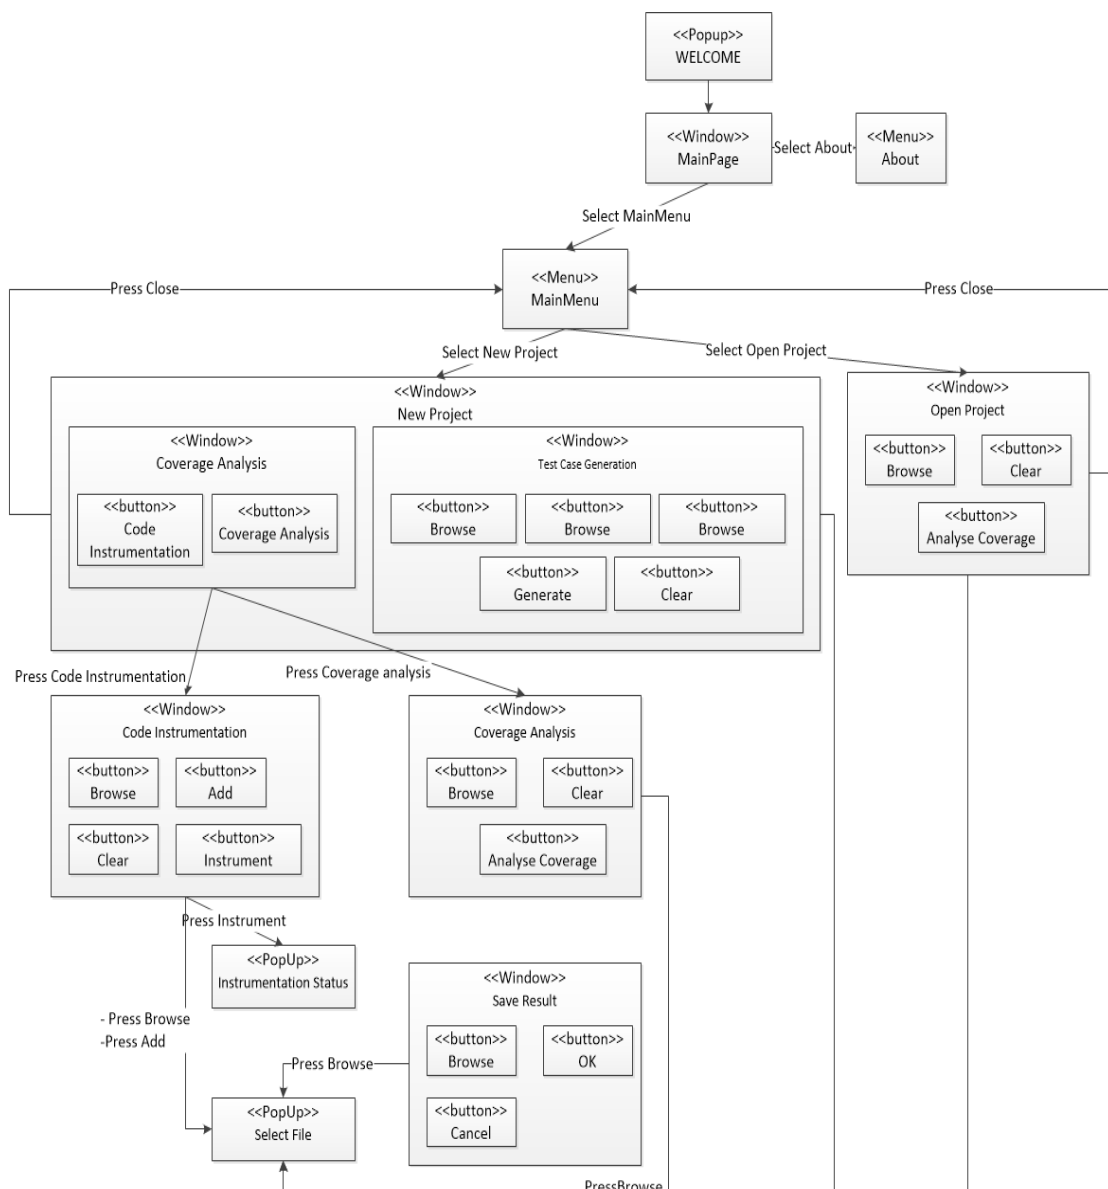 <<Popup>>
WELCOME
<<Window>>
MainPage
Select About
<<Menu>>
About
Select MainMenu
<<Menu>>
MainMenu
Press Close
Press Close
Select New Project
Select Open Project
<<Window>>
New Project
<<Window>>
Coverage Analysis
<<button>>
Code
Instrumentation
<<button>>
Coverage Analysis
<<Window>>
Test Case Generation
<<button>>
Browse
<<button>>
Browse
<<button>>
Browse
<<button>>
Generate
<<button>>
Clear
<<Window>>
Open Project
<<button>>
Browse
<<button>>
Clear
<<button>>
Analyse Coverage
Press Code Instrumentation
Press Coverage analysis
<<Window>>
Code Instrumentation
<<button>>
Browse
<<button>>
Add
<<button>>
Clear
<<button>>
Instrument
<<Window>>
Coverage Analysis
<<button>>
Browse
<<button>>
Clear
<<button>>
Analyse Coverage
Press Instrument
<<PopUp>>
Instrumentation Status
- Press Browse
-Press Add
<<Window>>
Save Result
<<button>>
Browse
<<button>>
OK
<<button>>
Cancel
Press Browse
<<PopUp>>
Select File
PressBrowse